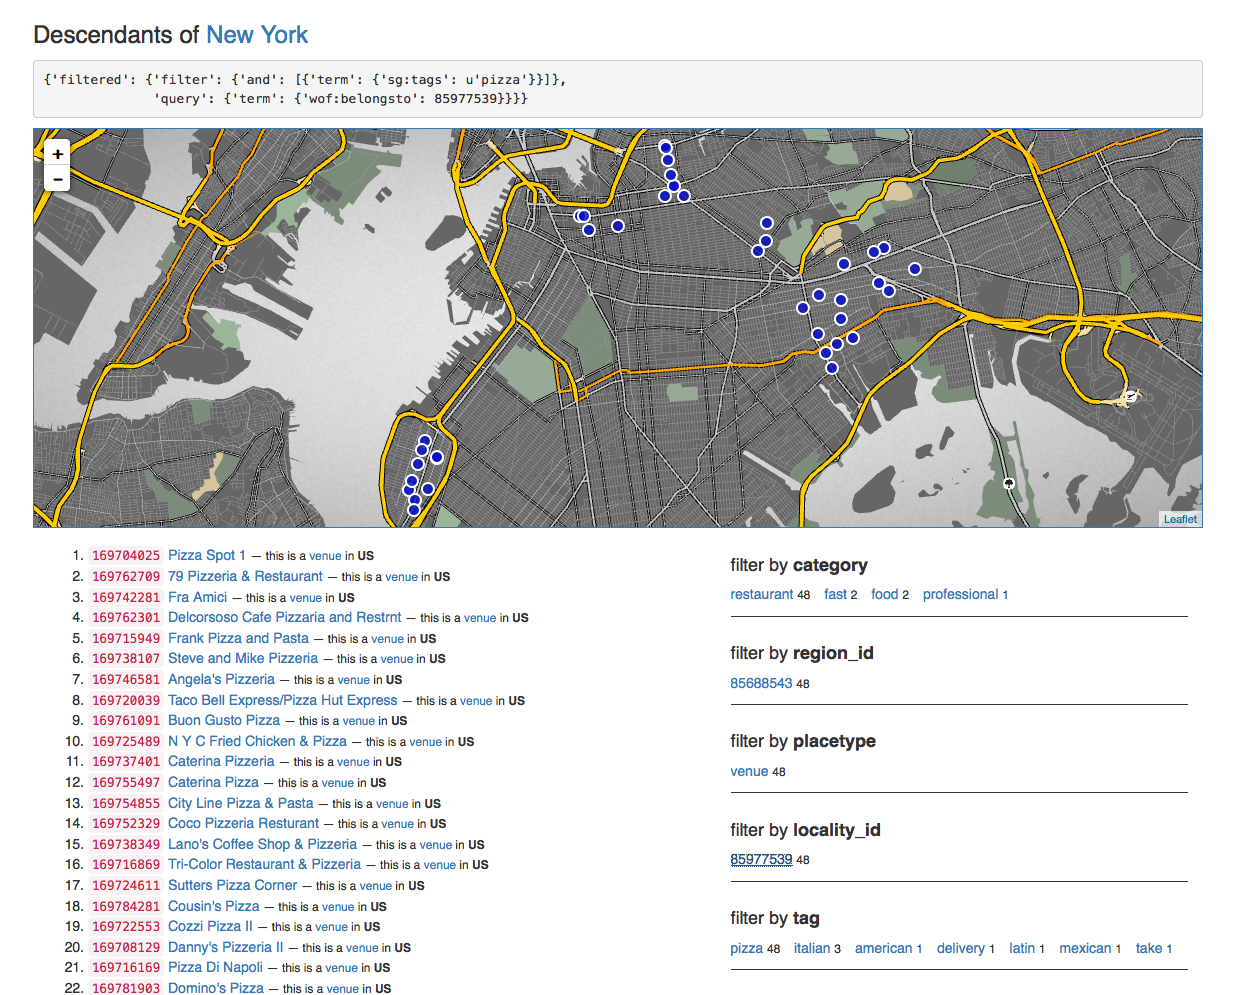 Descendants of New York
{'filtered': {'filter': {'and': [{'term': {'sg:tags': u'pizza'}}]},
'query': {'term': {'wof:belongsto': 85977539}}}}
+
−
Leaflet
1. 169704025 Pizza Spot 1 — this is a venue in US
2. 169762709 79 Pizzeria & Restaurant — this is a venue in US
3. 169742281 Fra Amici — this is a venue in US
4. 169762301 Delcorsoso Cafe Pizzaria and Restrnt — this is a venue in US
5. 169715949 Frank Pizza and Pasta — this is a venue in US
6. 169738107 Steve and Mike Pizzeria — this is a venue in US
7. 169746581 Angela's Pizzeria — this is a venue in US
8. 169720039 Taco Bell Express/Pizza Hut Express — this is a venue in US
9. 169761091 Buon Gusto Pizza — this is a venue in US
10. 169725489 N Y C Fried Chicken & Pizza — this is a venue in US
11. 169737401 Caterina Pizzeria — this is a venue in US
12. 169755497 Caterina Pizza — this is a venue in US
13. 169754855 City Line Pizza & Pasta — this is a venue in US
14. 169752329 Coco Pizzeria Resturant — this is a venue in US
15. 169738349 Lano's Coffee Shop & Pizzeria — this is a venue in US
16. 169716869 Tri-Color Restaurant & Pizzeria — this is a venue in US
17. 169724611 Sutters Pizza Corner — this is a venue in US
18. 169784281 Cousin's Pizza — this is a venue in US
19. 169722553 Cozzi Pizza II — this is a venue in US
20. 169708129 Danny's Pizzeria II — this is a venue in US
21. 169716169 Pizza Di Napoli — this is a venue in US
22. 169781903 Domino's Pizza — this is a venue in US
filter by category
restaurant 48 fast 2 food 2 professional 1
filter by region_id
85688543 48
filter by placetype
venue 48
filter by locality_id
85977539 48
filter by tag
pizza 48 italian 3 american 1 delivery 1 latin 1 mexican 1 take 1